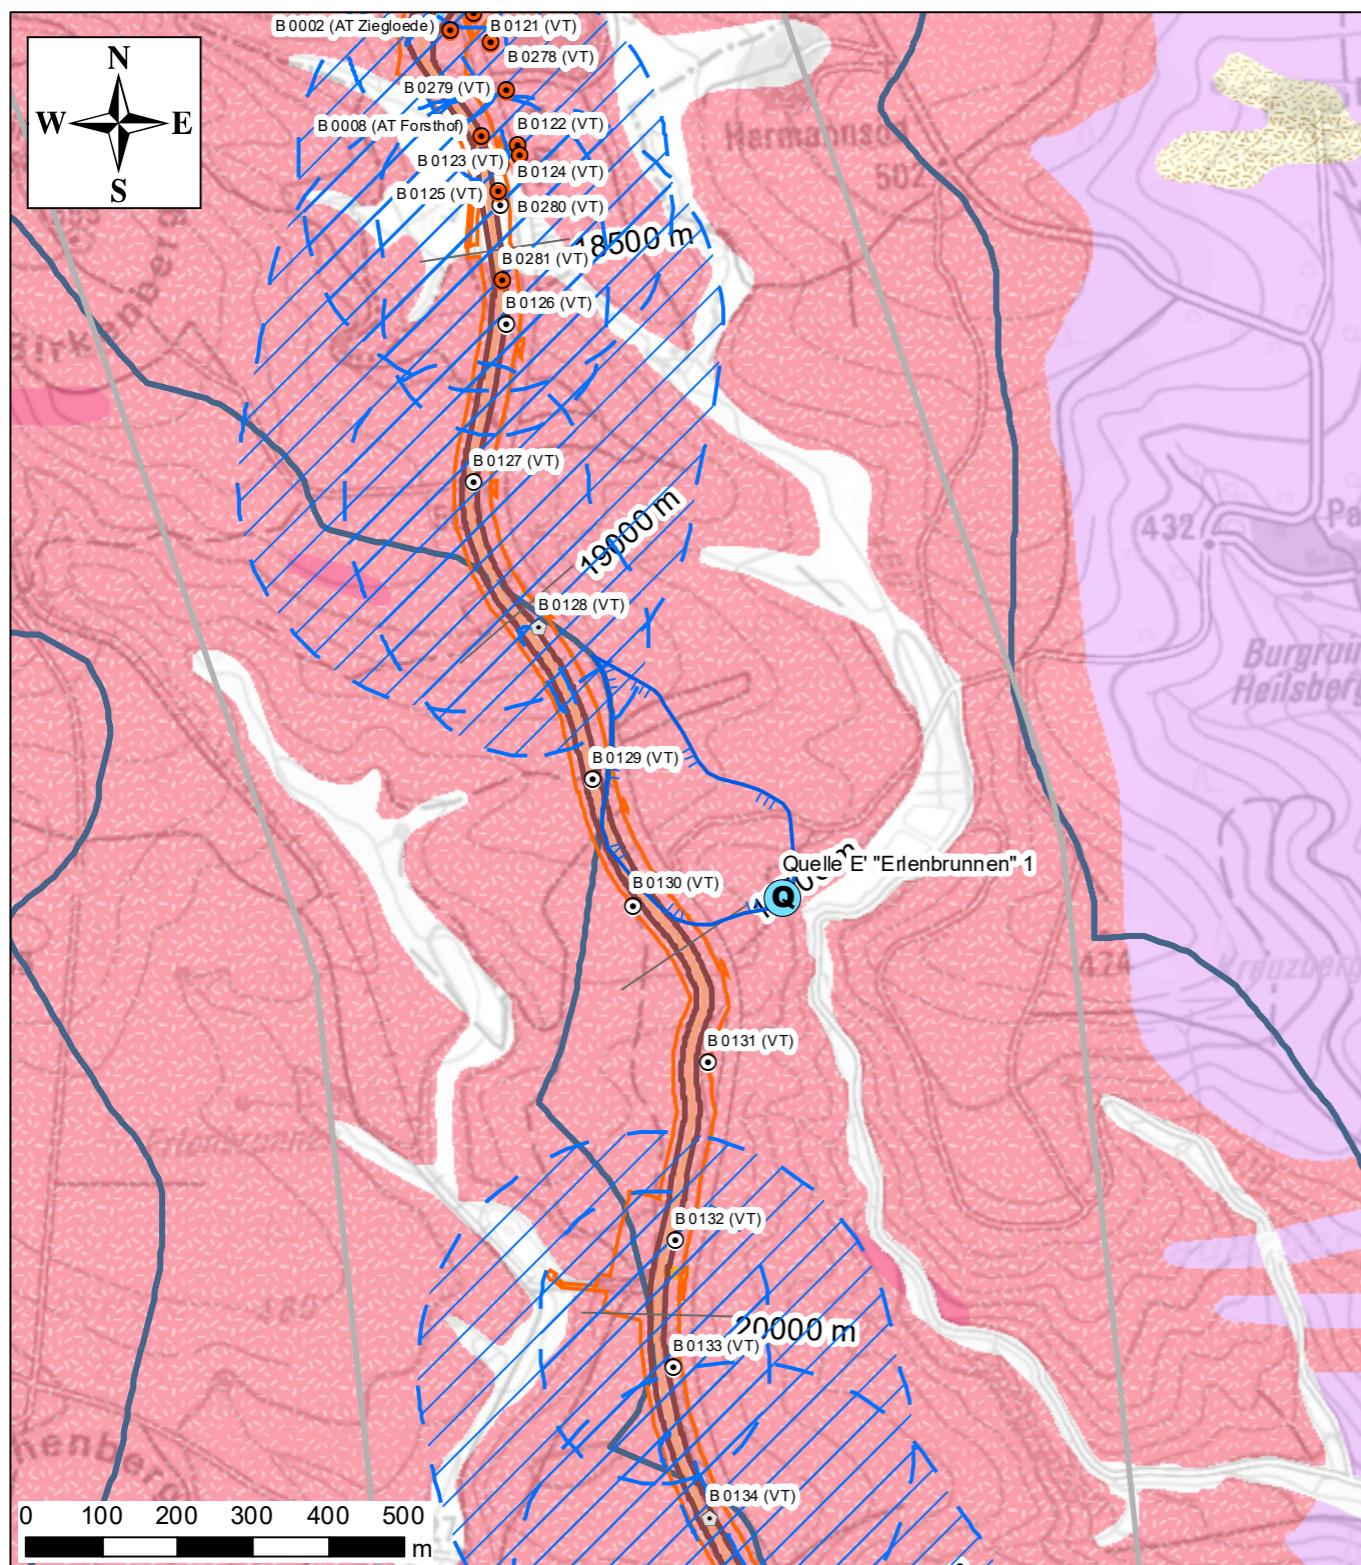 B 0002 (AT Ziegloede)
B 0121 (VT)
B 0278 (VT)
N
W E
S
B 0279 (VT)
B 0008 (AT Forsthof)
B 0122 (VT)
B 0123 (VT)
B 0124 (VT)
B 0125 (VT)
B 0280 (VT)
502
18500 m
B 0281 (VT)
B 0126 (VT)
B 0127 (VT)
19000 m
432
B 0128 (VT)
Burgruin
Heilsberg
B 0129 (VT)
Quelle E' "Erlenbrunnen" 1
Q
B 0130 (VT)
Kreuzberg
B 0131 (VT)
B 0132 (VT)
20000 m
B 0133 (VT)
B 0134 (VT)
0 100 200 300 400 500
m